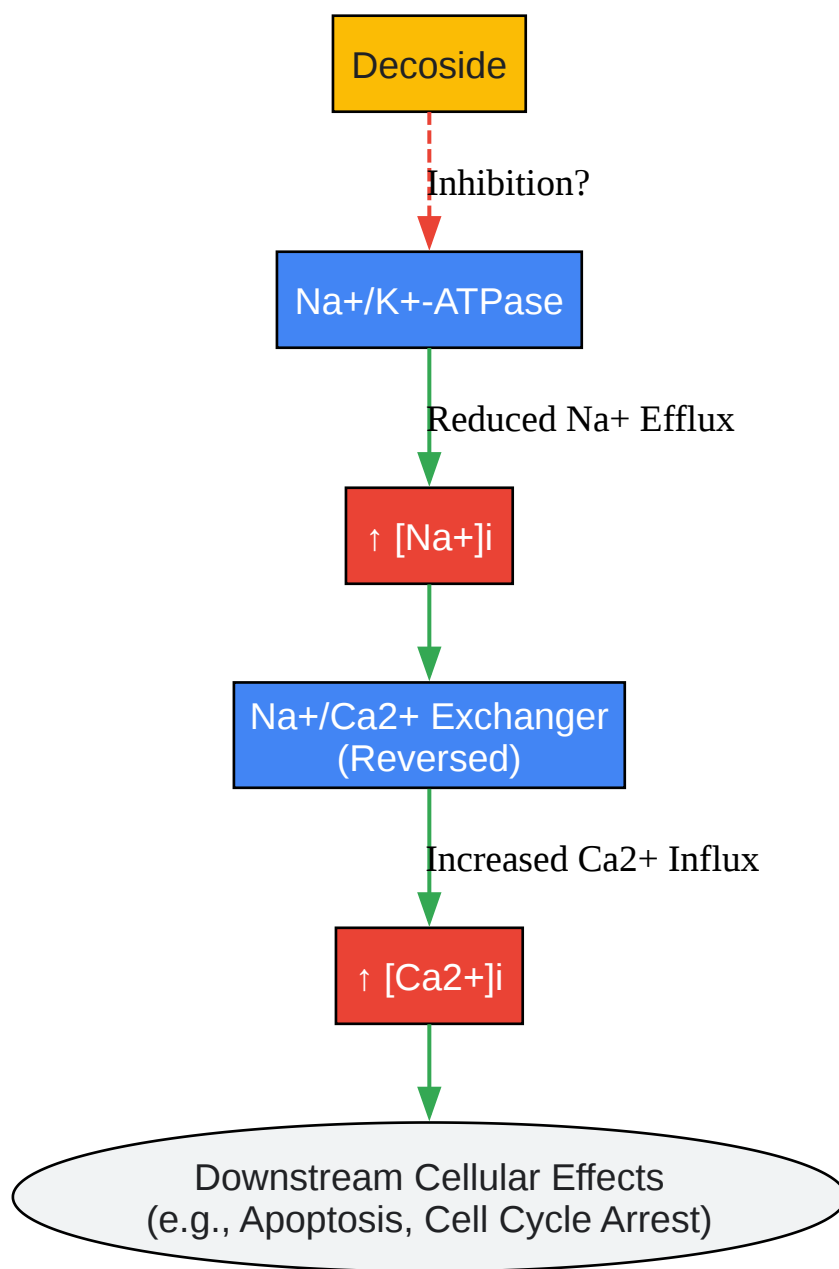 Decoside
Inhibition?
Na+/K+-ATPase
Reduced Na+ Efflux
↑ [Na+]i
Na+/Ca2+ Exchanger
(Reversed)
Increased Ca2+ Influx
↑ [Ca2+]i
Downstream Cellular Effects
(e.g., Apoptosis, Cell Cycle Arrest)